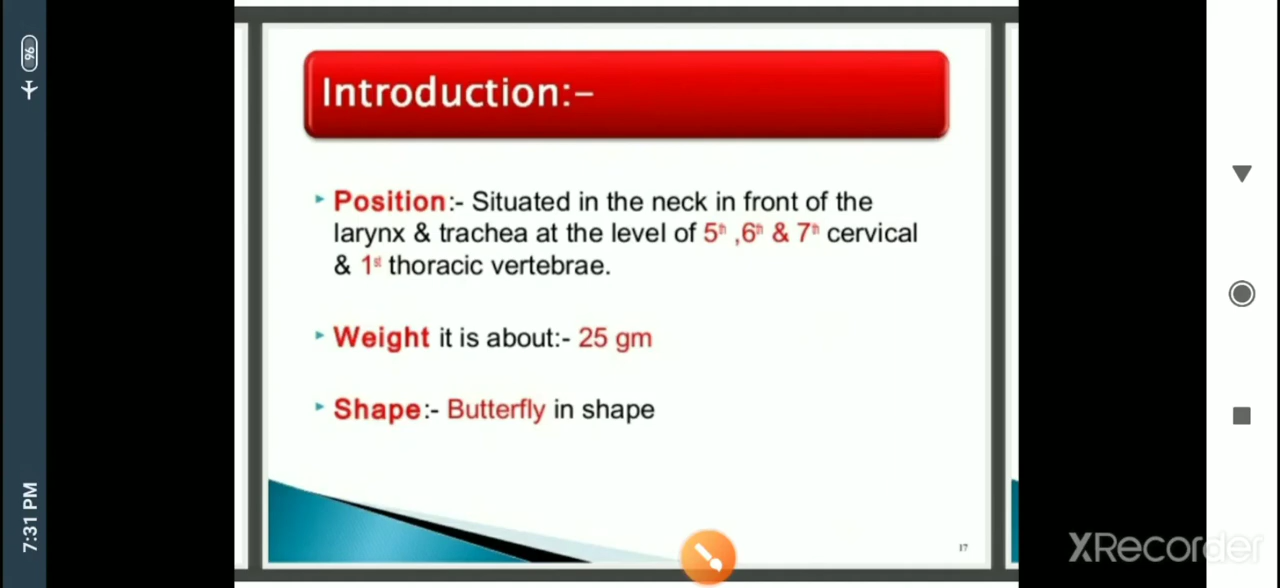 Introduction:-
Position:- Situated in the neck in front of the
larynx & trachea at the level of 5th ,6th & 7th cervical
& 1st thoracic vertebrae.
Weight it is about:- 25 gm
Shape:- Butterfly in shape
17
XRecorder
7:31 PM
96